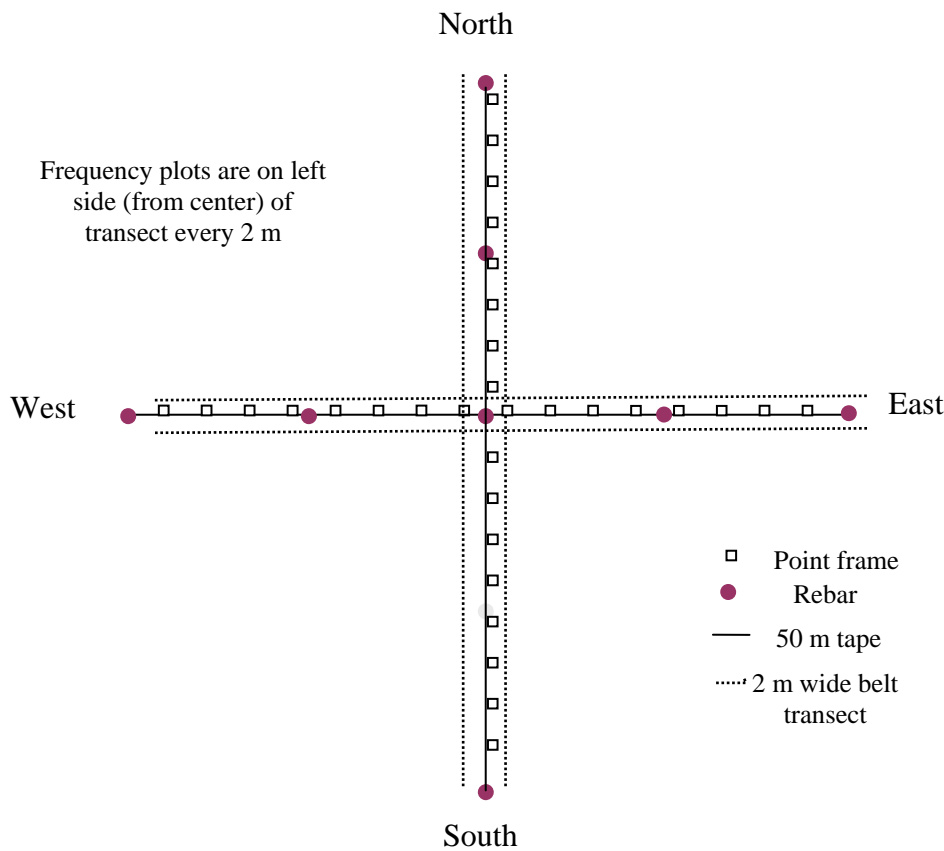 North
Frequency plots are on left
side (from center) of
transect every 2 m
West
East
Point frame
Rebar
50 m tape
2 m wide belt
transect
South